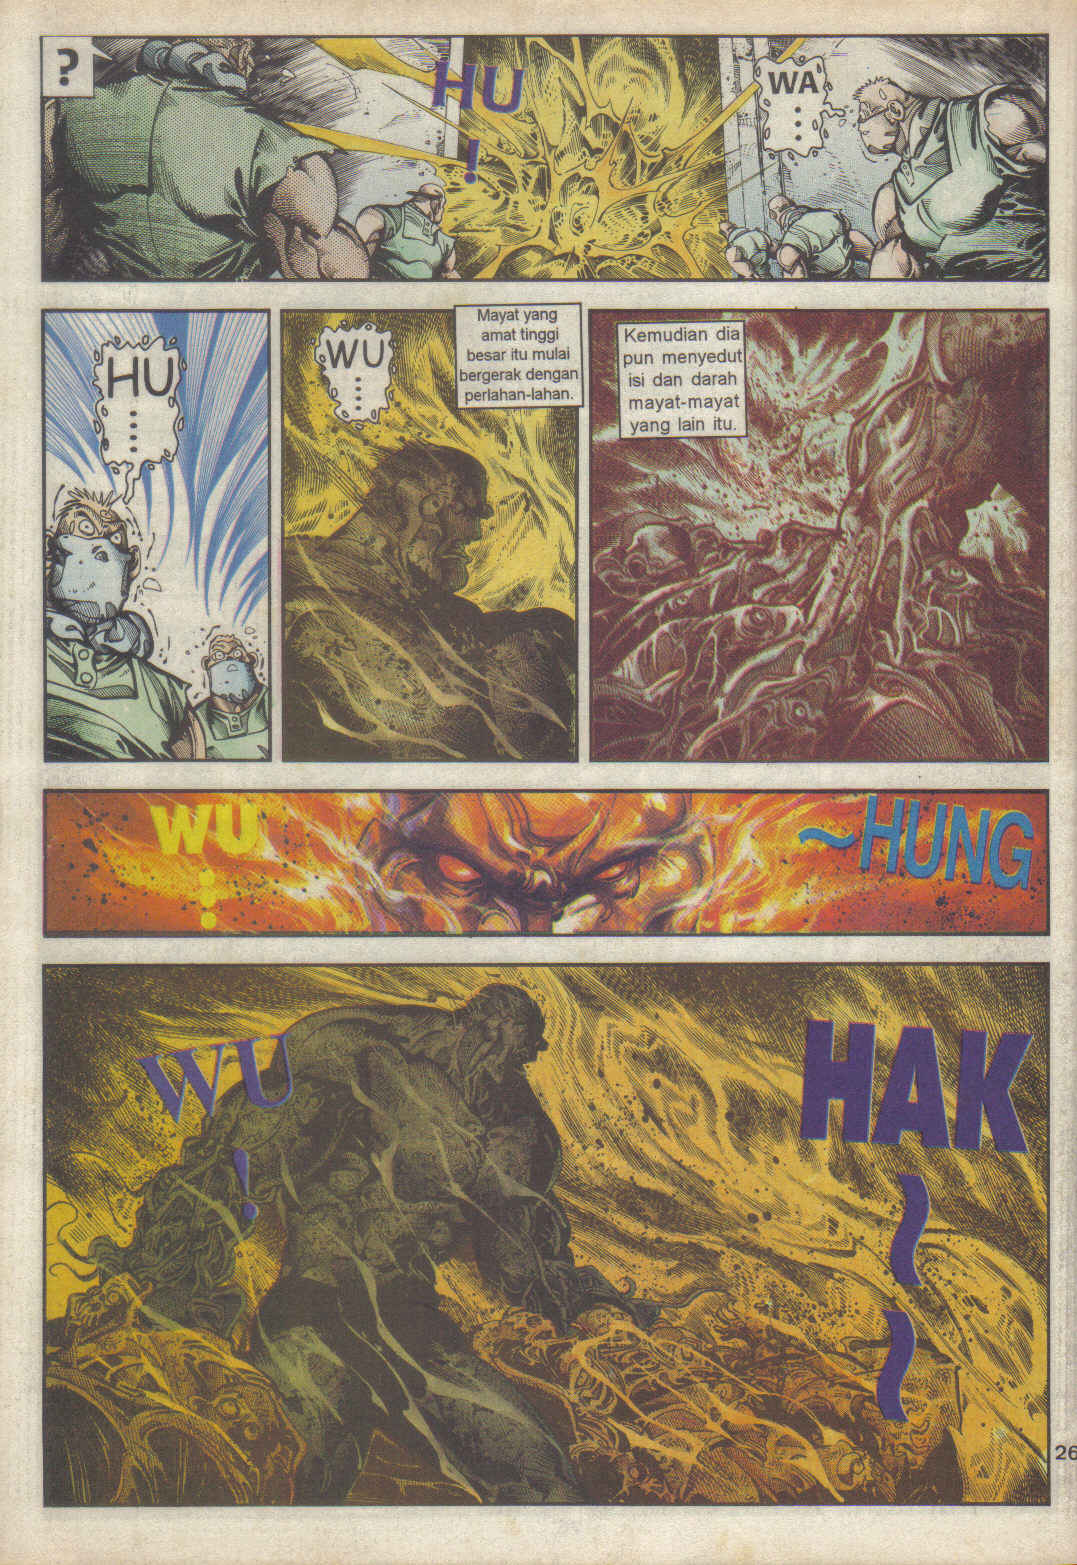 ?
HU
!
WA
...
HU
......
WU
....
Mayat yang
amat tinggi
besar itu mulai
bergerak dengan
perlahan-lahan.
Kemudian dia
pun menyedut
isi dan darah
mayat-mayat
yang lain itu.
WU
...
~HUNG
WU
!
HAK
~
~
26